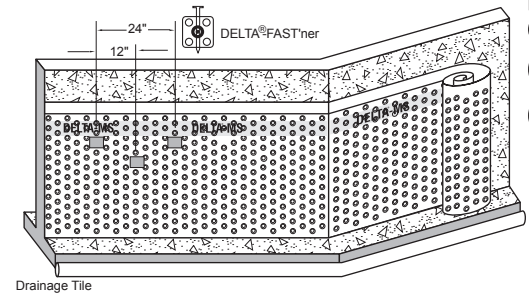 24"
DELTA®FAST'ner
12"
DELTA-MS
DELTA-MS
DELTA-MS
Drainage Tile